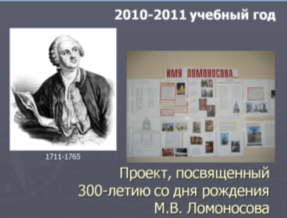 2010-2011 учебный год
ИМЯ ЛОМОНОСОВА
1711-1765
Проект, посвященный
300-летию со дня рождения
М.В. Ломоносова